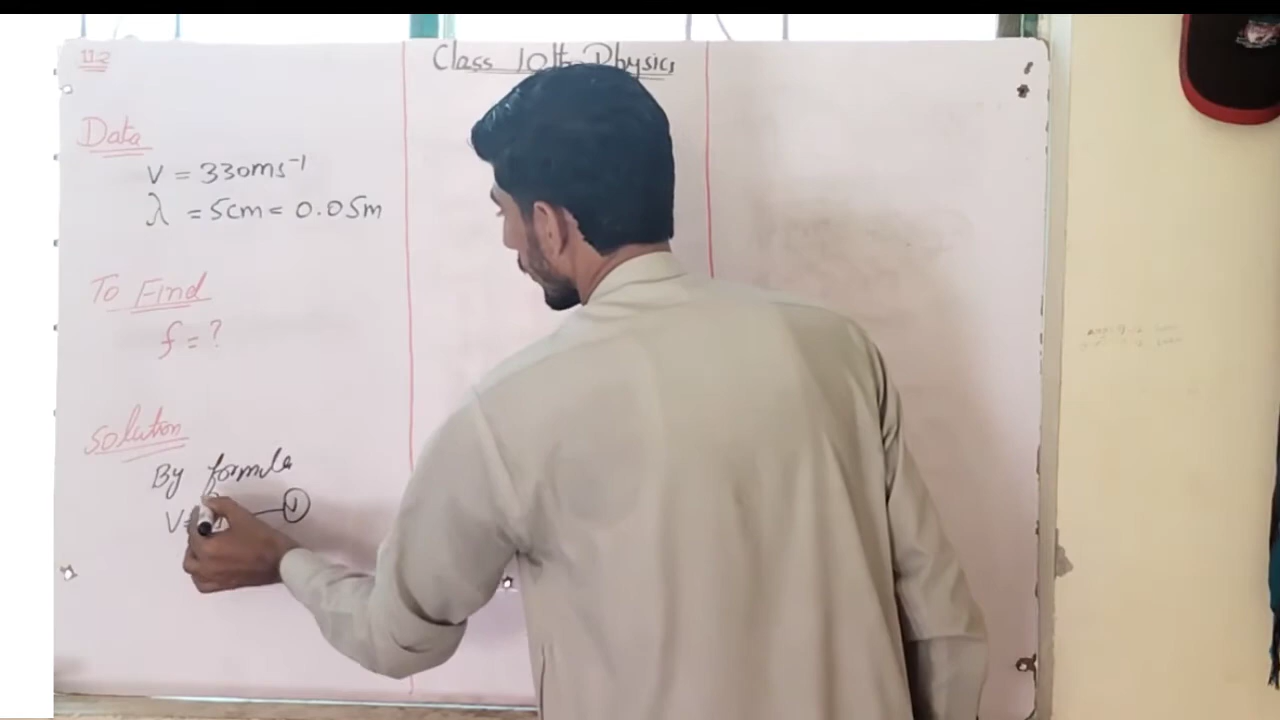 11.2
Class 10th Physics
Data
v = 330ms⁻¹
λ = 5cm = 0.05m
To Find
f = ?
Solution
By formula
V=